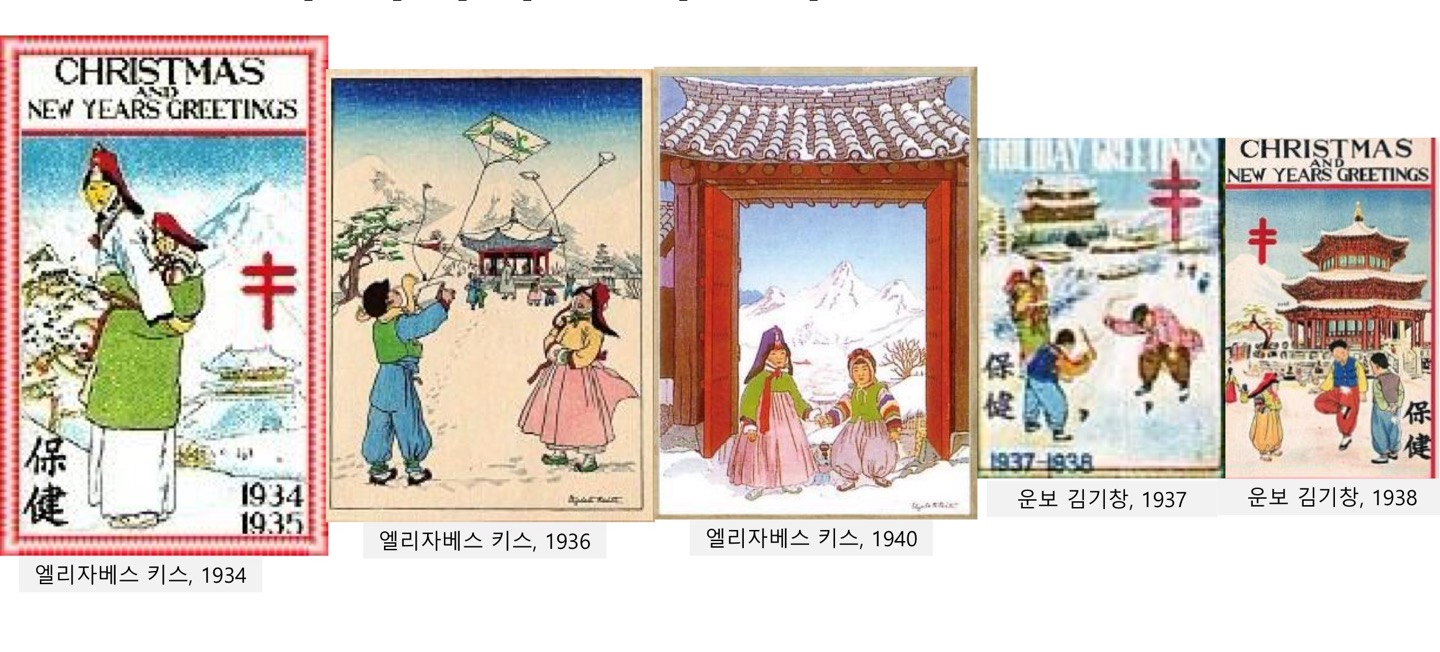 CHRISTMAS
AND
NEW YEARS GREETINGS
保
健
1934
1935
엘리자베스 키스, 1934
엘리자베스 키스, 1936
엘리자베스 키스, 1940
HOLIDAY GREETINGS
保
健
1937-1938
운보 김기창, 1937
CHRISTMAS
AND
NEW YEARS GREETINGS
保
健
운보 김기창, 1938